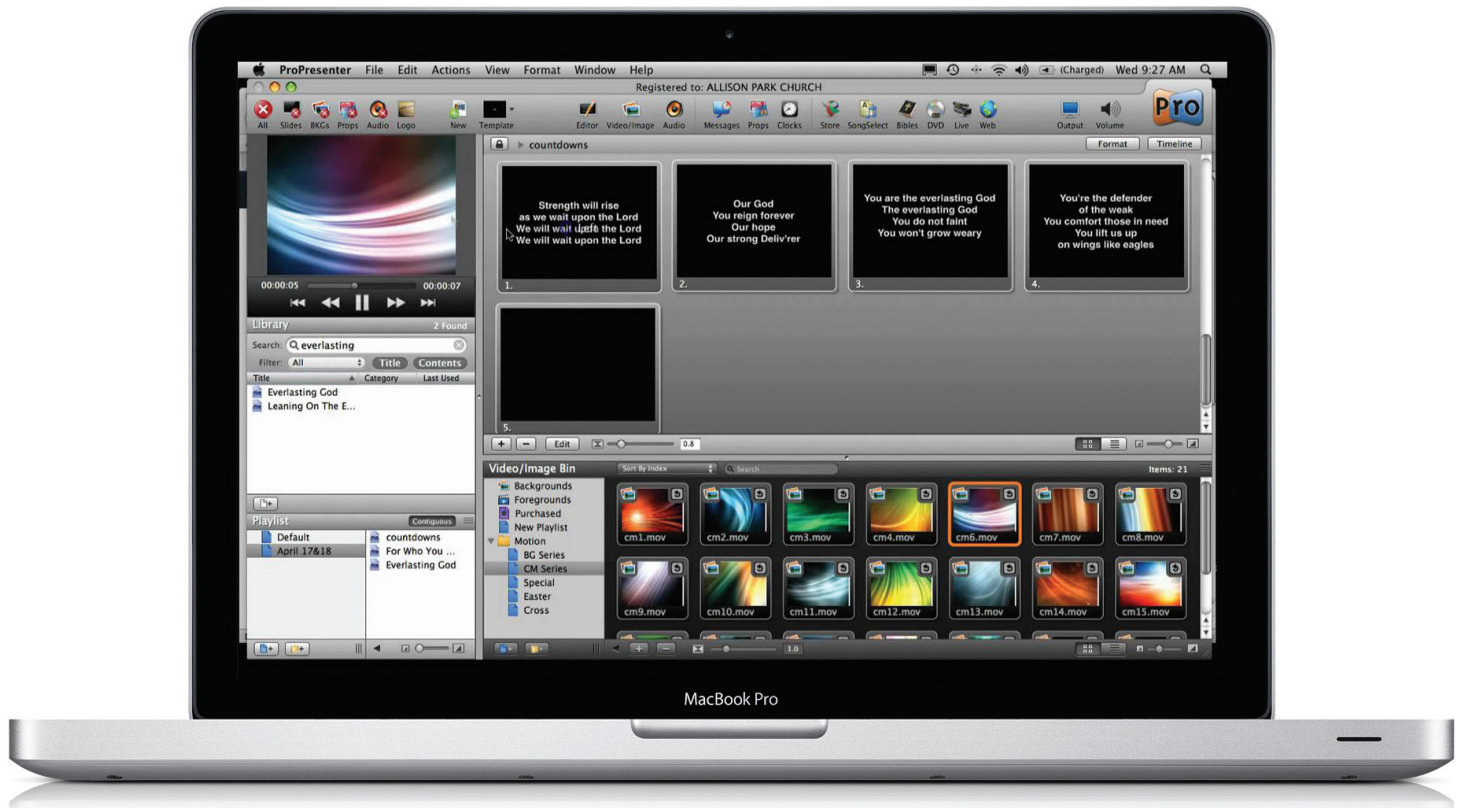 ProPresenter File Edit Actions View Format Window Help (Charged) Wed 9:27 AM
Registered to: ALLISON PARK CHURCH
All Slides BKGs Props Audio Logo New Template Editor Video/Image Audio Messages Props Clocks Store SongSelect Bibles DVD Live Web Output Volume Pro
countdowns Format Timeline
Strength will rise
as we wait upon the Lord
We will wait upon the Lord
We will wait upon the Lord
Left
1.
Our God
You reign forever
Our hope
Our strong Deliv'rer
2.
You are the everlasting God
The everlasting God
You do not faint
You won't grow weary
3.
You're the defender
of the weak
You comfort those in need
You lift us up
on wings like eagles
4.
5.
Edit 0.8
00:00:05 00:00:07
Library 2 Found
Search: everlasting
Filter: All Title Contents
Title Category Last Used
Everlasting God
Leaning On The E...
Playlist Contiguous
Default
April 17&18
countdowns
For Who You ...
Everlasting God
Video/Image Bin Sort By Index Search Items: 21
Backgrounds
Foregrounds
Purchased
New Playlist
Motion
BG Series
CM Series
Special
Easter
Cross
cm1.mov cm2.mov cm3.mov cm4.mov cm6.mov cm7.mov cm8.mov
cm9.mov cm10.mov cm11.mov cm12.mov cm13.mov cm14.mov cm15.mov
1.0
MacBook Pro